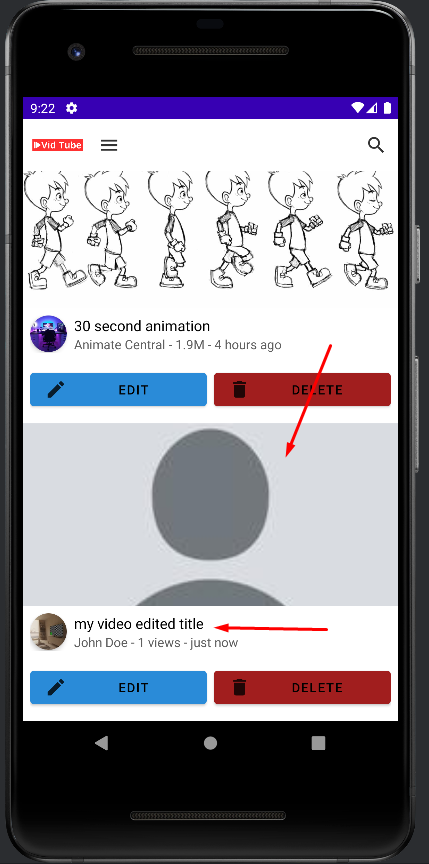 9:22
Vid Tube
30 second animation
Animate Central - 1.9M - 4 hours ago
EDIT DELETE
my video edited title
John Doe - 1 views - just now
EDIT DELETE